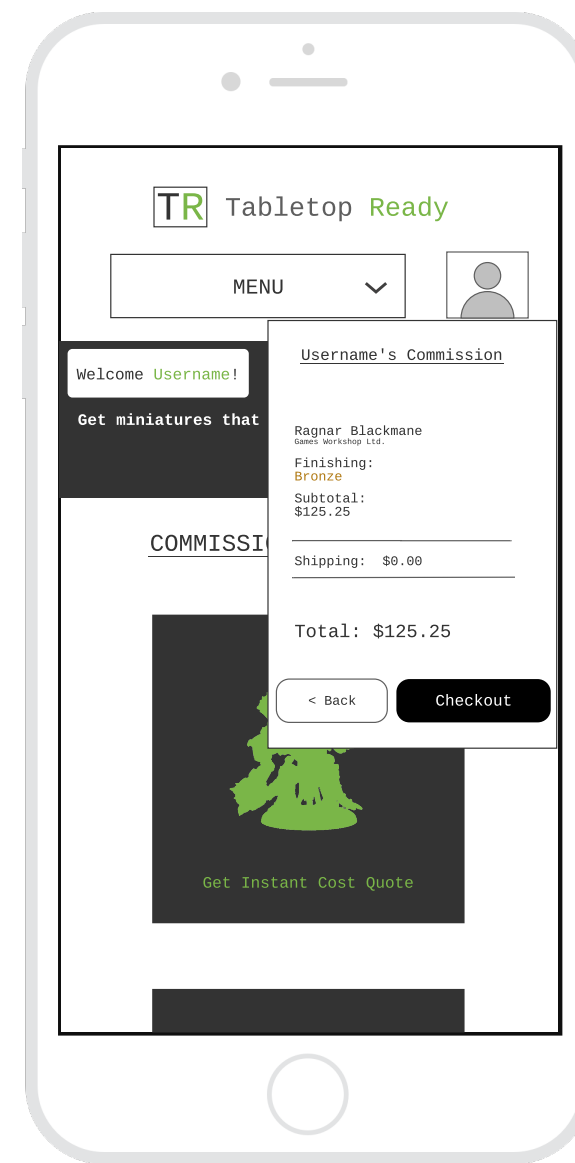 TR Tabletop Ready
MENU
Username's Commission
Welcome Username!
Get miniatures that
Ragnar Blackmane
Games Workshop Ltd.
Finishing:
Bronze
Subtotal:
$125.25
COMMISSI
Shipping: $0.00
Total: $125.25
< Back
Checkout
Get Instant Cost Quote